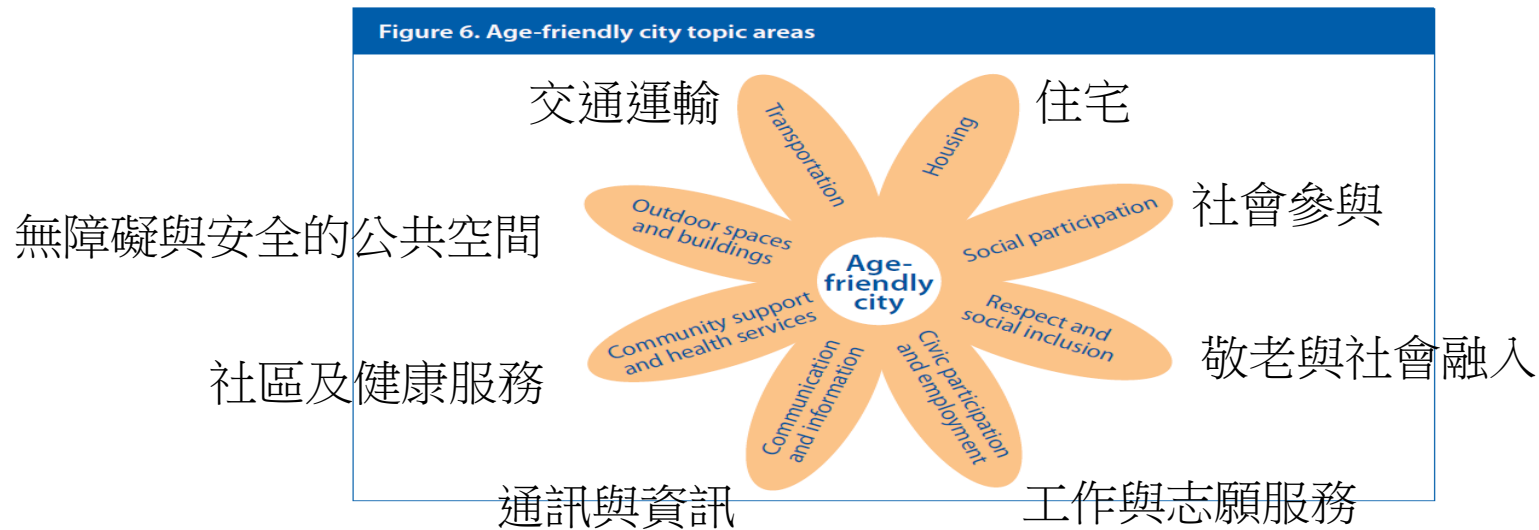 Figure 6. Age-friendly city topic areas
交通運輸
Transportation
Housing
住宅
無障礙與安全的公共空間
Outdoor spaces
and buildings
Social participation
社會參與
Age-
friendly
city
社區及健康服務
Community support
and health services
Respect and
social inclusion
敬老與社會融入
Communication
and information
通訊與資訊
Civic participation
and employment
工作與志願服務